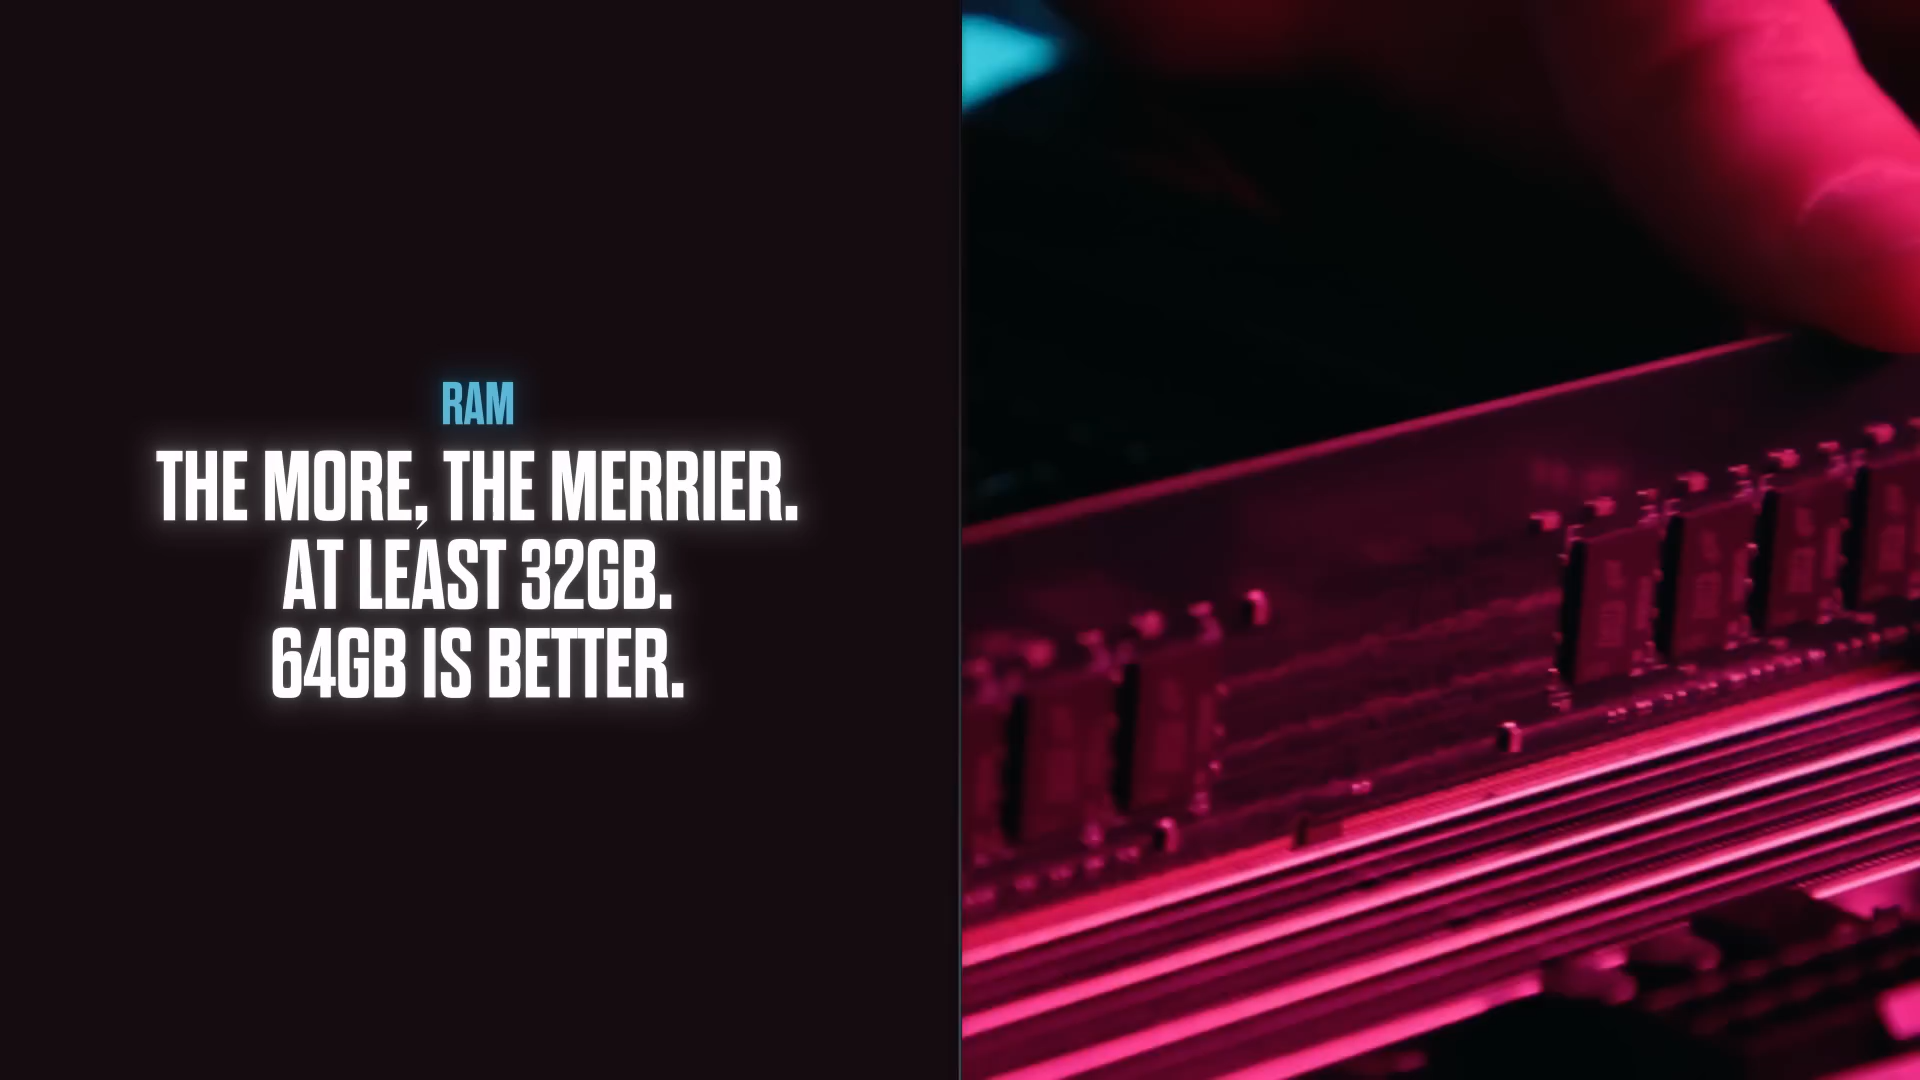 RAM
THE MORE, THE MERRIER.
AT LEAST 32GB.
64GB IS BETTER.